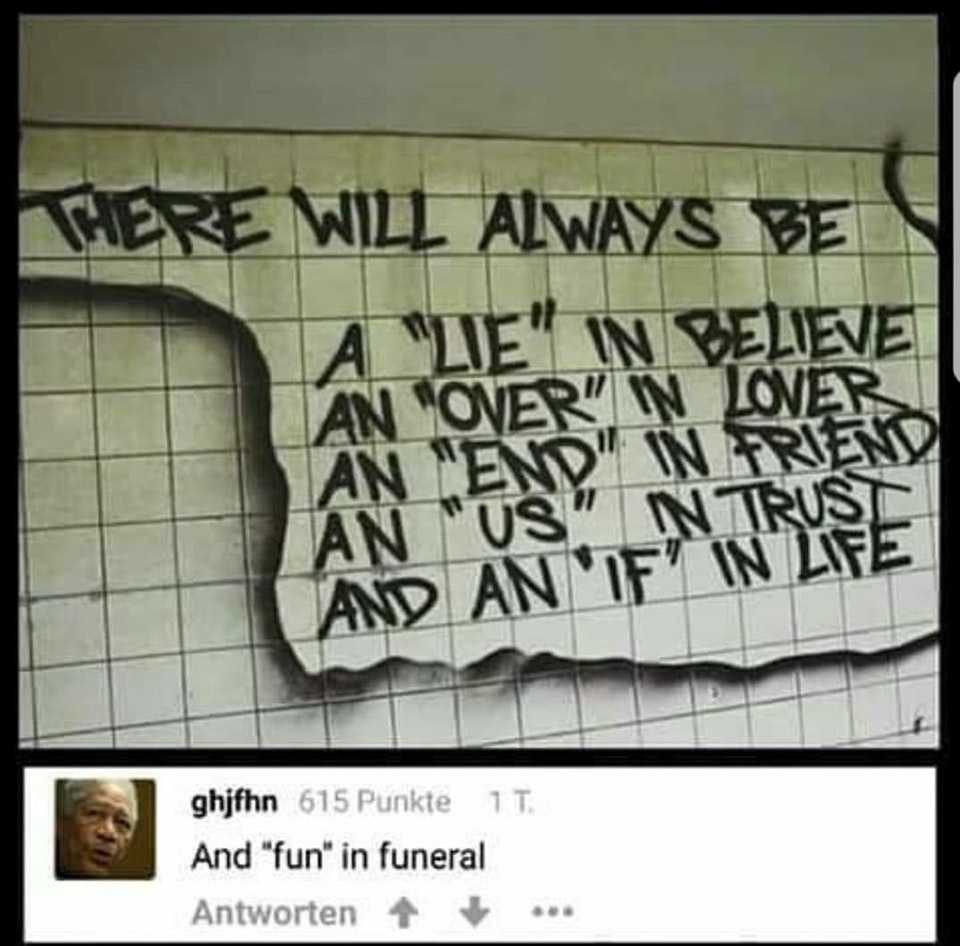 THERE WILL ALWAYS BE
A "LIE" IN BELIEVE
AN "OVER" IN LOVER
AN "END" IN FRIEND
AN "US" IN TRUST
AND AN "IF" IN LIFE
ghjfhn 615 Punkte 1 T.
And "fun" in funeral
Antworten